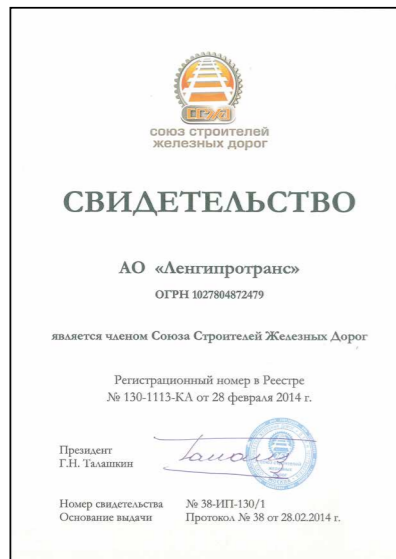 ССЖД
союз строителей
железных дорог
СВИДЕТЕЛЬСТВО
АО «Ленгипротранс»
ОГРН 1027804872479
является членом Союза Строителей Железных Дорог
Регистрационный номер в Реестре
№ 130-1113-КА от 28 февраля 2014 г.
Президент
Г.Н. Талашкин
Номер свидетельства № 38-ИП-130/1
Основание выдачи Протокол № 38 от 28.02.2014 г.